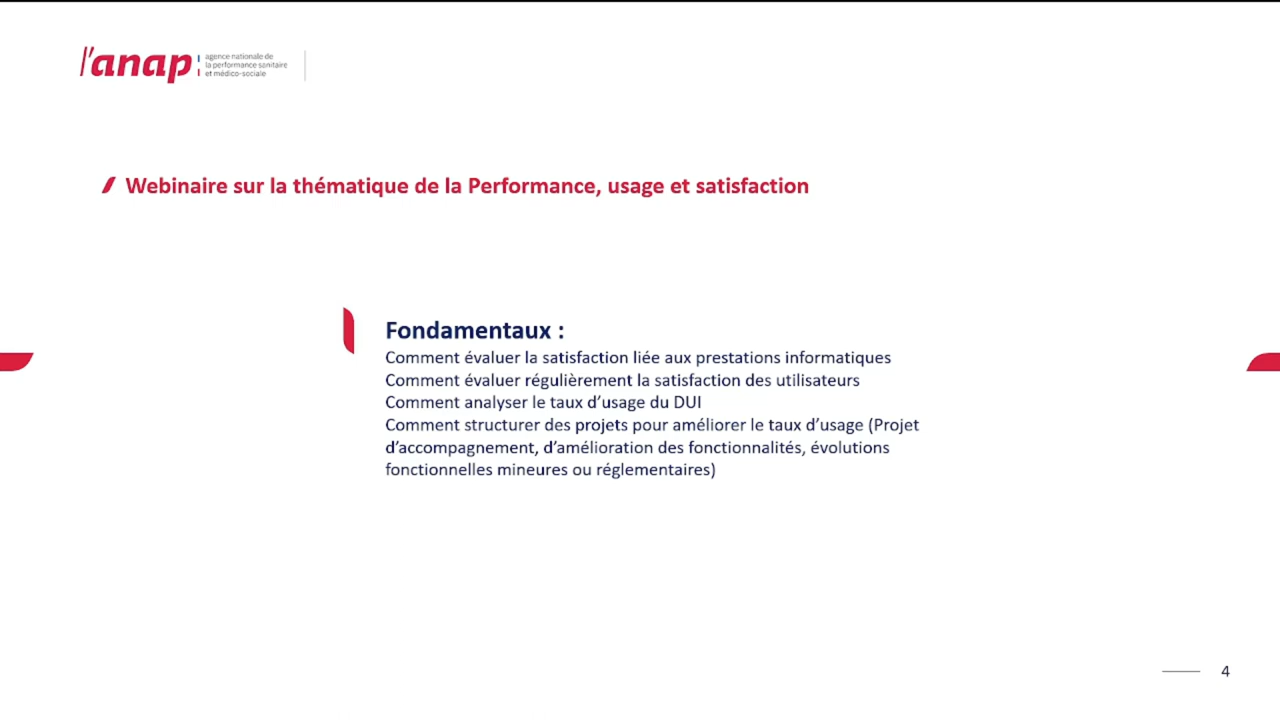 l'anap
agence nationale de
la performance sanitaire
et médico-sociale
Webinaire sur la thématique de la Performance, usage et satisfaction
Fondamentaux :
Comment évaluer la satisfaction liée aux prestations informatiques
Comment évaluer régulièrement la satisfaction des utilisateurs
Comment analyser le taux d’usage du DUI
Comment structurer des projets pour améliorer le taux d’usage (Projet
d’accompagnement, d’amélioration des fonctionnalités, évolutions
fonctionnelles mineures ou réglementaires)
4